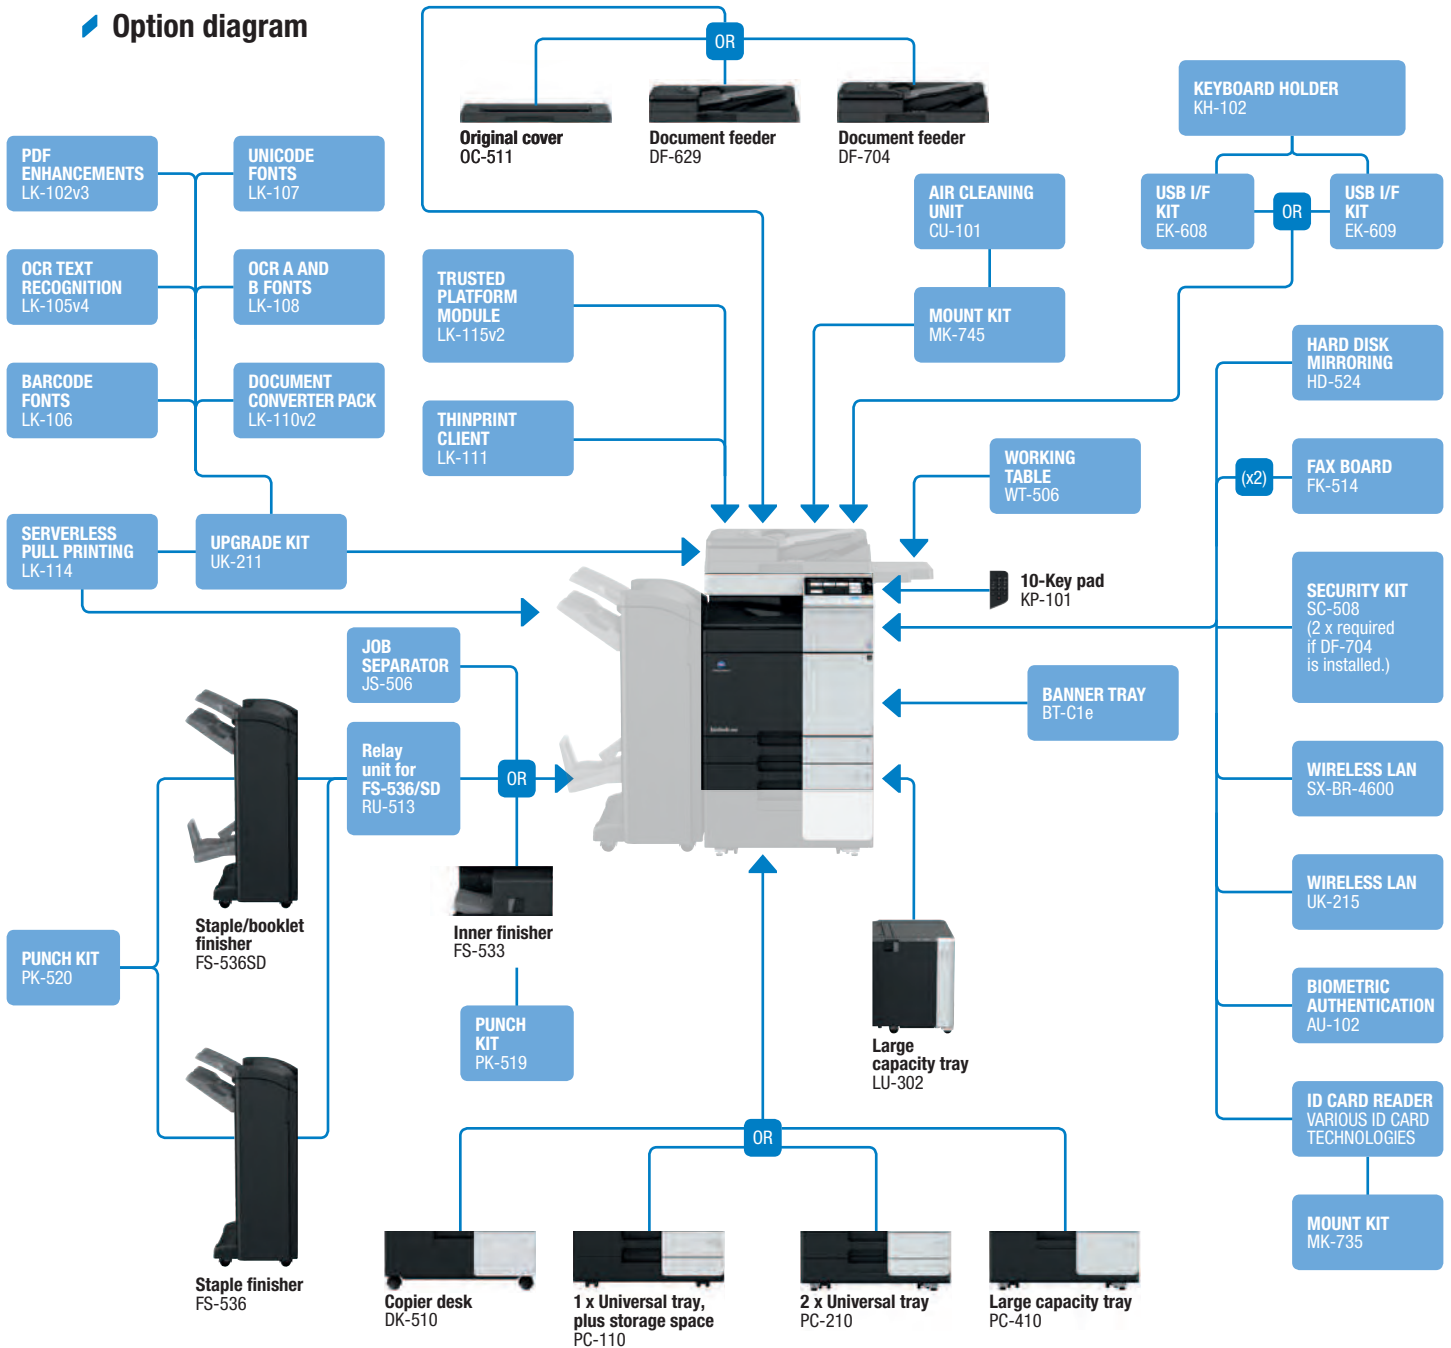 Option diagram
OR
Original cover
OC-511
Document feeder
DF-629
Document feeder
DF-704
KEYBOARD HOLDER
KH-102
PDF
ENHANCEMENTS
LK-102v3
UNICODE
FONTS
LK-107
AIR CLEANING
UNIT
CU-101
USB I/F
KIT
EK-608
OR
USB I/F
KIT
EK-609
OCR TEXT
RECOGNITION
LK-105v4
OCR A AND
B FONTS
LK-108
TRUSTED
PLATFORM
MODULE
LK-115v2
MOUNT KIT
MK-745
HARD DISK
MIRRORING
HD-524
BARCODE
FONTS
LK-106
DOCUMENT
CONVERTER PACK
LK-110v2
THINPRINT
CLIENT
LK-111
WORKING
TABLE
WT-506
(x2)
FAX BOARD
FK-514
SERVERLESS
PULL PRINTING
LK-114
UPGRADE KIT
UK-211
10-Key pad
KP-101
SECURITY KIT
SC-508
(2 x required
if DF-704
is installed.)
JOB
SEPARATOR
JS-506
BANNER TRAY
BT-C1e
Relay
unit for
FS-536/SD
RU-513
OR
WIRELESS LAN
SX-BR-4600
WIRELESS LAN
UK-215
Staple/booklet
finisher
FS-536SD
Inner finisher
FS-533
PUNCH KIT
PK-520
BIOMETRIC
AUTHENTICATION
AU-102
PUNCH
KIT
PK-519
Large
capacity tray
LU-302
ID CARD READER
VARIOUS ID CARD
TECHNOLOGIES
OR
MOUNT KIT
MK-735
Staple finisher
FS-536
Copier desk
DK-510
1 x Universal tray,
plus storage space
PC-110
2 x Universal tray
PC-210
Large capacity tray
PC-410